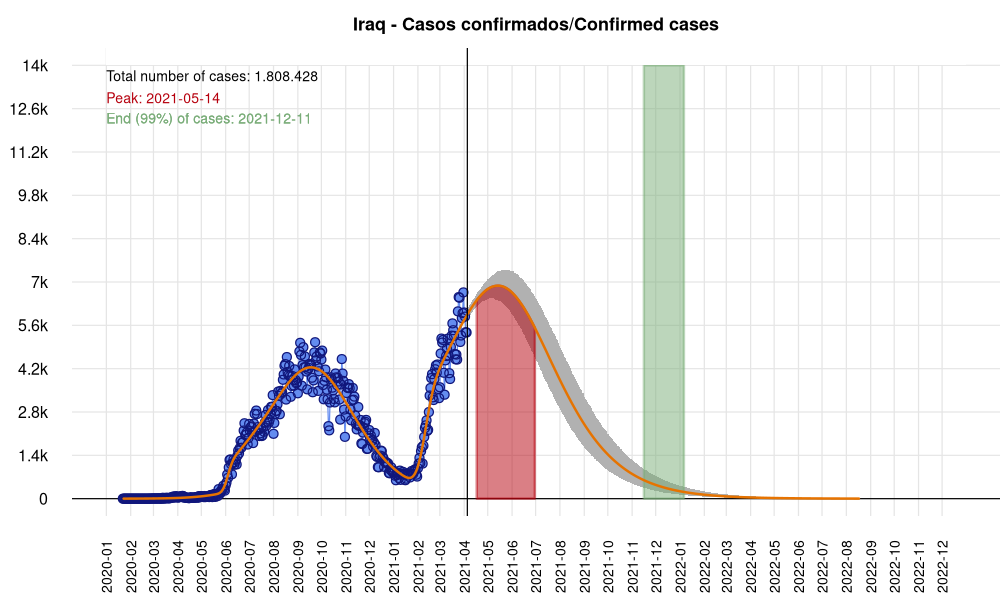 Iraq - Casos confirmados/Confirmed cases
14k
12.6k
11.2k
9.8k
8.4k
7k
5.6k
4.2k
2.8k
1.4k
0
Total number of cases: 1.808.428
Peak: 2021-05-14
End (99%) of cases: 2021-12-11
2020-01
2020-02
2020-03
2020-04
2020-05
2020-06
2020-07
2020-08
2020-09
2020-10
2020-11
2020-12
2021-01
2021-02
2021-03
2021-04
2021-05
2021-06
2021-07
2021-08
2021-09
2021-10
2021-11
2021-12
2022-01
2022-02
2022-03
2022-04
2022-05
2022-06
2022-07
2022-08
2022-09
2022-10
2022-11
2022-12